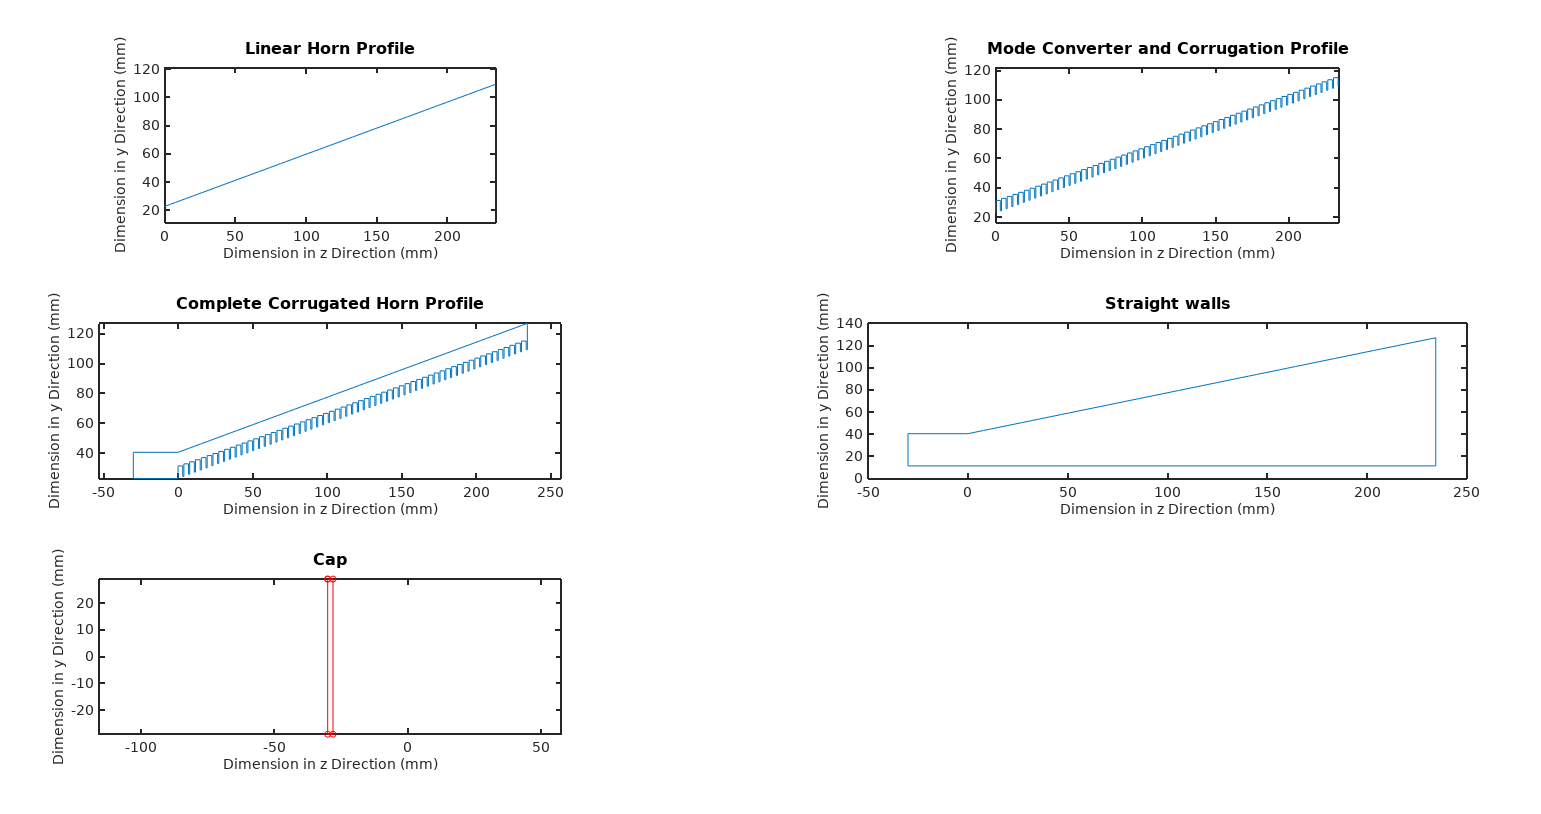 Linear Horn Profile
Dimension in y Direction (mm)
120
100
80
60
40
20
0 50 100 150 200
Dimension in z Direction (mm)
Mode Converter and Corrugation Profile
Dimension in y Direction (mm)
120
100
80
60
40
20
0 50 100 150 200
Dimension in z Direction (mm)
Complete Corrugated Horn Profile
Dimension in y Direction (mm)
120
100
80
60
40
-50 0 50 100 150 200 250
Dimension in z Direction (mm)
Straight walls
Dimension in y Direction (mm)
140
120
100
80
60
40
20
0
-50 0 50 100 150 200 250
Dimension in z Direction (mm)
Cap
Dimension in y Direction (mm)
20
10
0
-10
-20
-100 -50 0 50
Dimension in z Direction (mm)